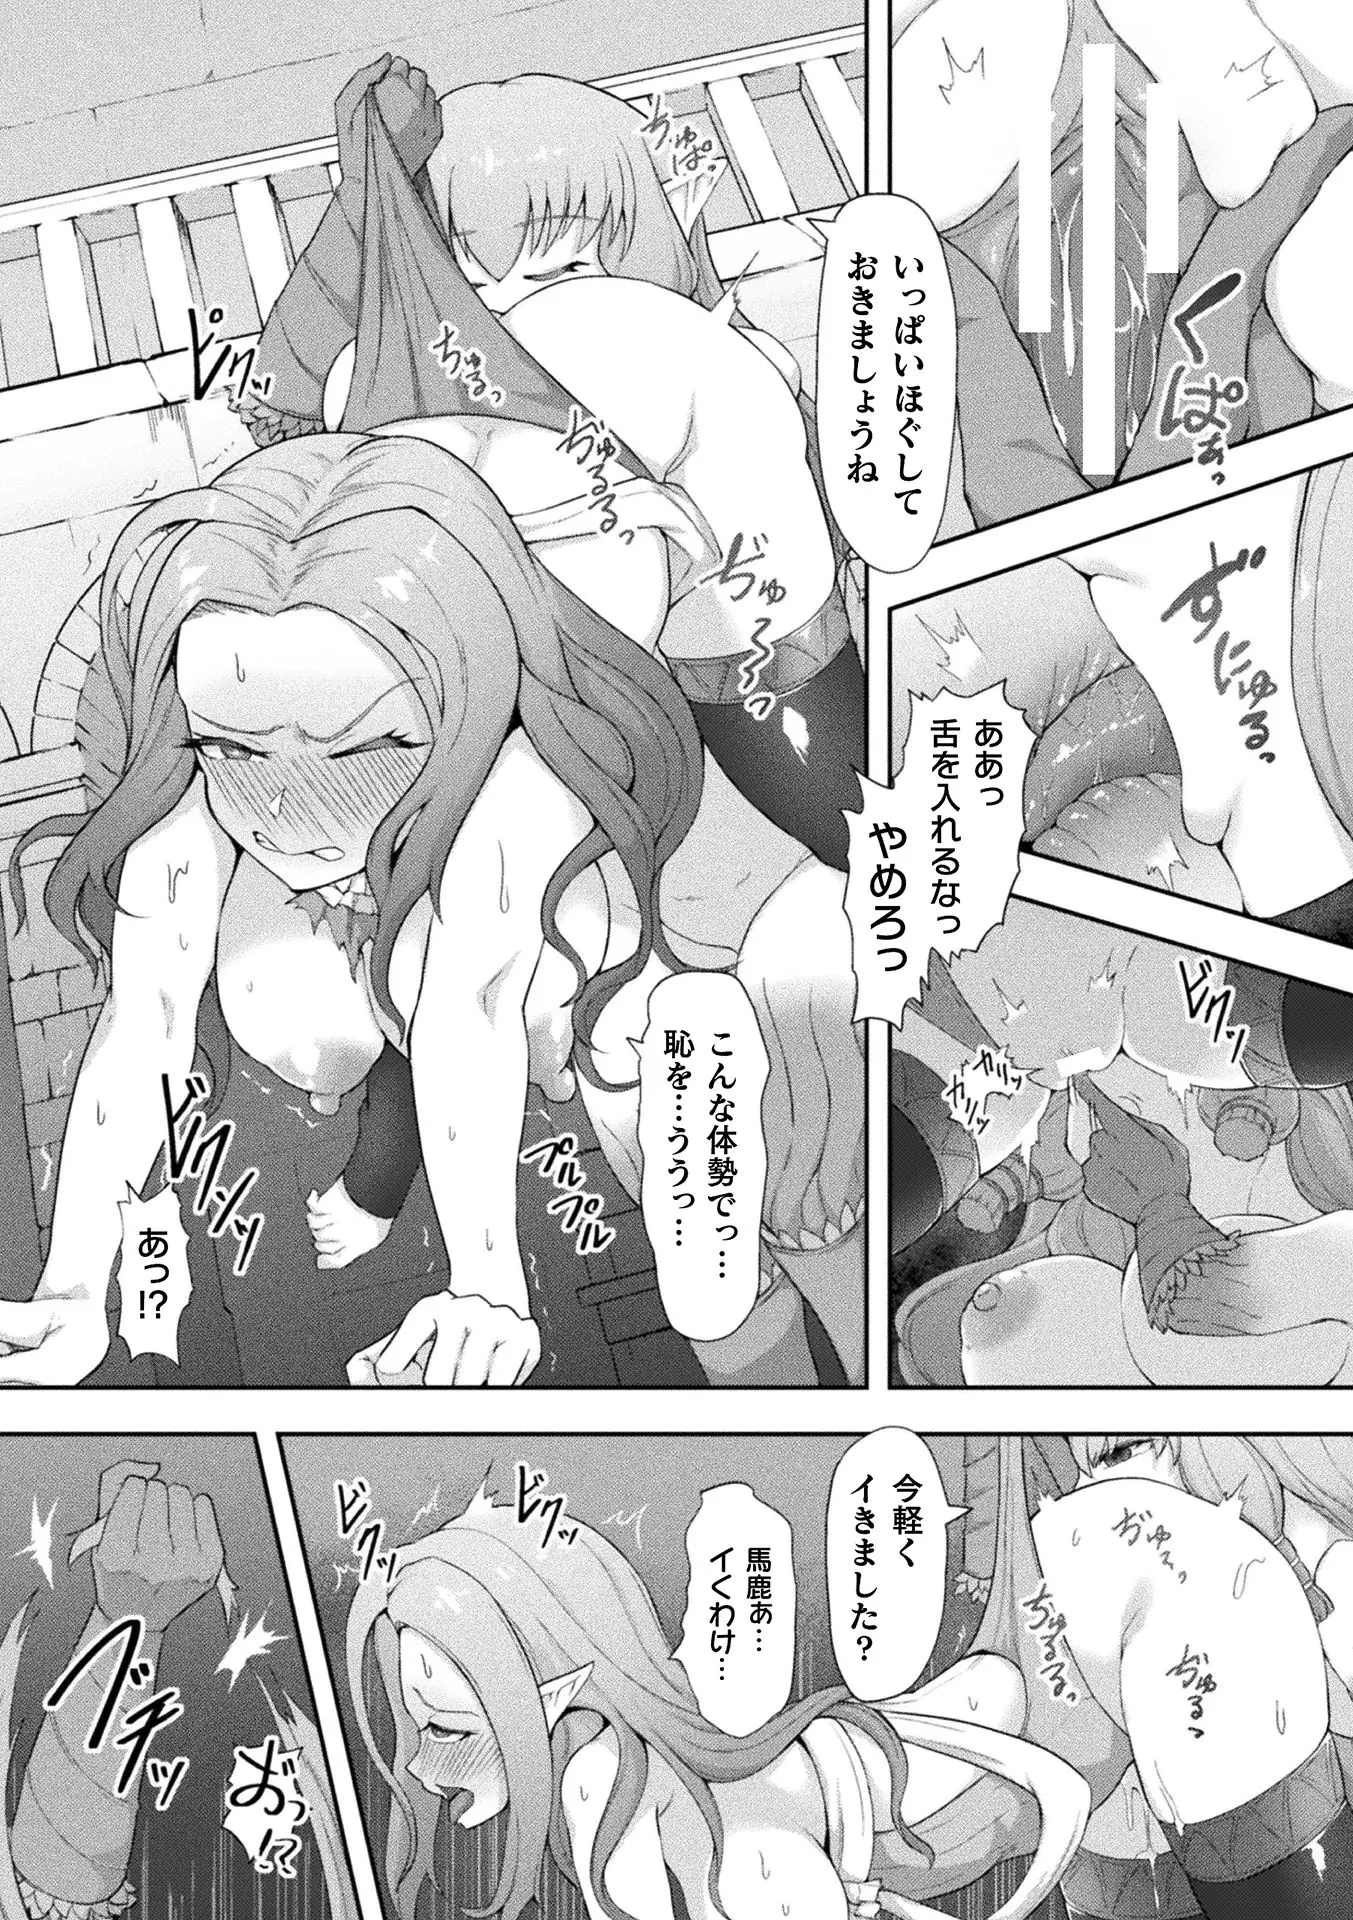 いっぱいほぐして
おきましょうね
くぱぁっ
ずにゅるっ
ああっ
舌を入れるなっ
やめろっ
ビクッ
カリッ
カリッ
ちゅぱっ
ちゅるっ
ぢゅるるるっ
ぢゅるるっ
ピクッ
こんな体勢でっ…
恥を…ううっ…
プルプル
ビクンッ
あっ!?
今軽く
イきました?
馬鹿あ…
イくわけ…
ビクッ
ビクッ
ぢゅるっ
ぢゅるるっ
ぢゅるるっ
ブチッ
おっ!?